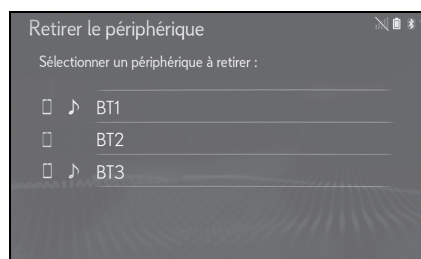 Retirer le périphérique
Sélectionner un périphérique à retirer :
BT1
BT2
BT3